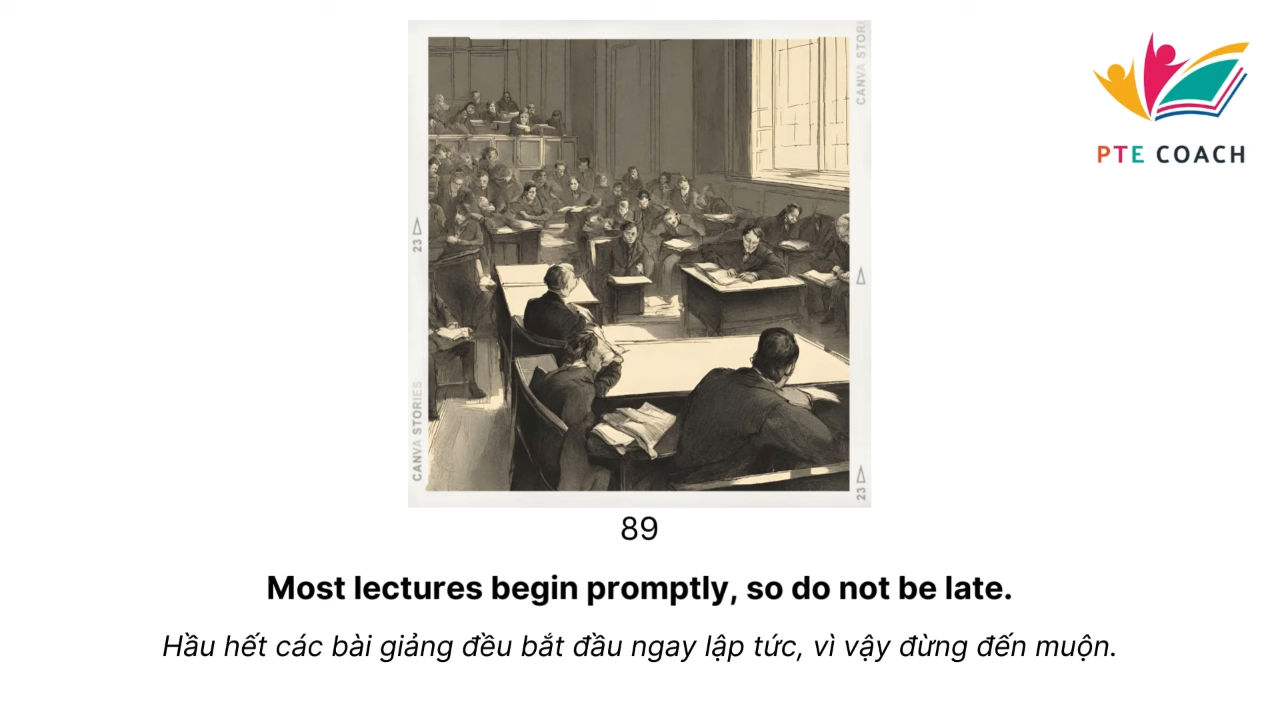 CANVA STORIES
PTE COACH
23
CANVA STORIES
23
89
Most lectures begin promptly, so do not be late.
Hầu hết các bài giảng đều bắt đầu ngay lập tức, vì vậy đừng đến muộn.